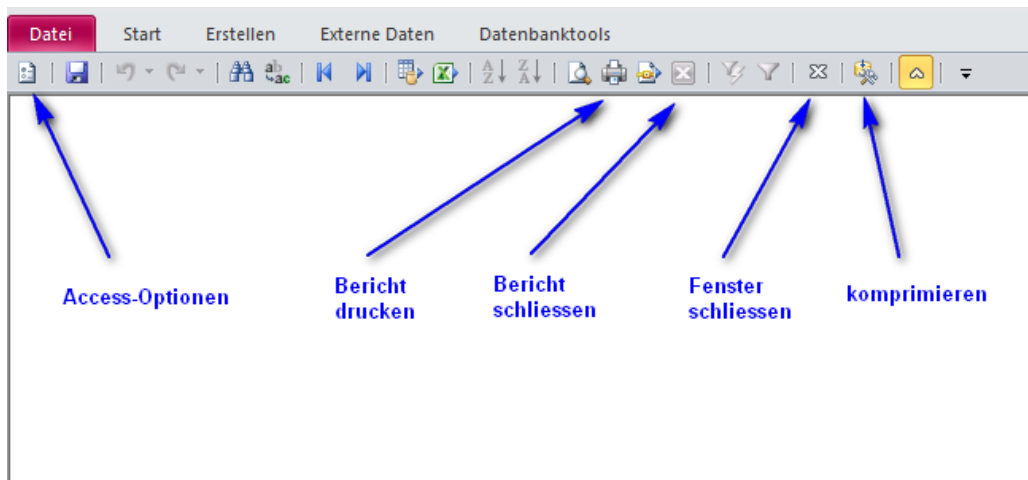 Datei Start Erstellen Externe Daten Datenbanktools
Access-Optionen
Bericht
drucken
Bericht
schliessen
Fenster
schliessen
komprimieren